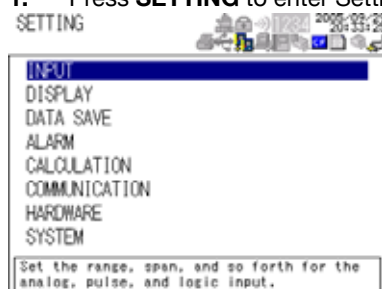 1. Press SETTING to enter Setti
SETTING
INPUT
DISPLAY
DATA SAVE
ALARM
CALCULATION
COMMUNICATION
HARDWARE
SYSTEM
Set the range, span, and so forth for the
analog, pulse, and logic input.